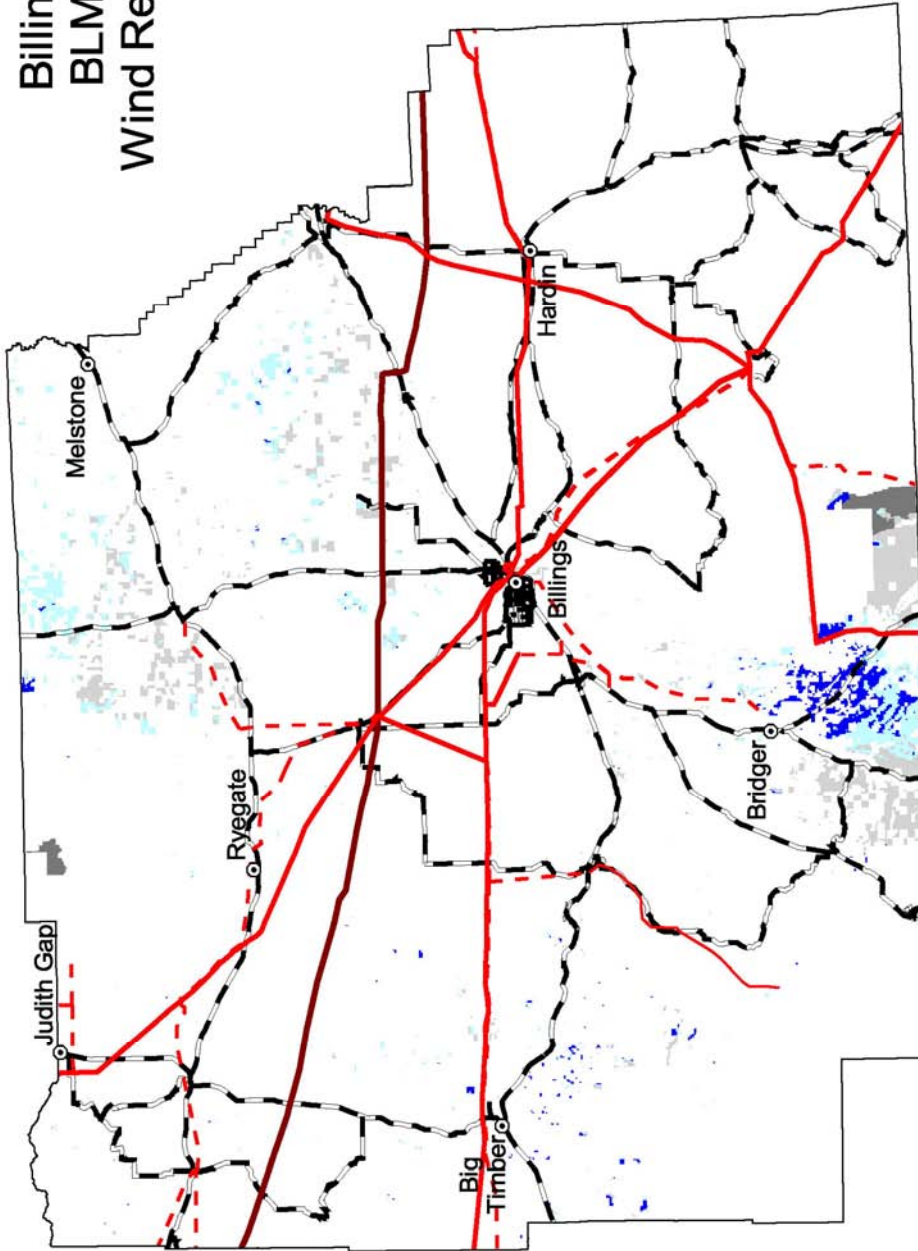 Billin
BLM
Wind Re
Judith Gap
Melstone
Ryegate
Hardin
Billings
Big
Timber
Bridger